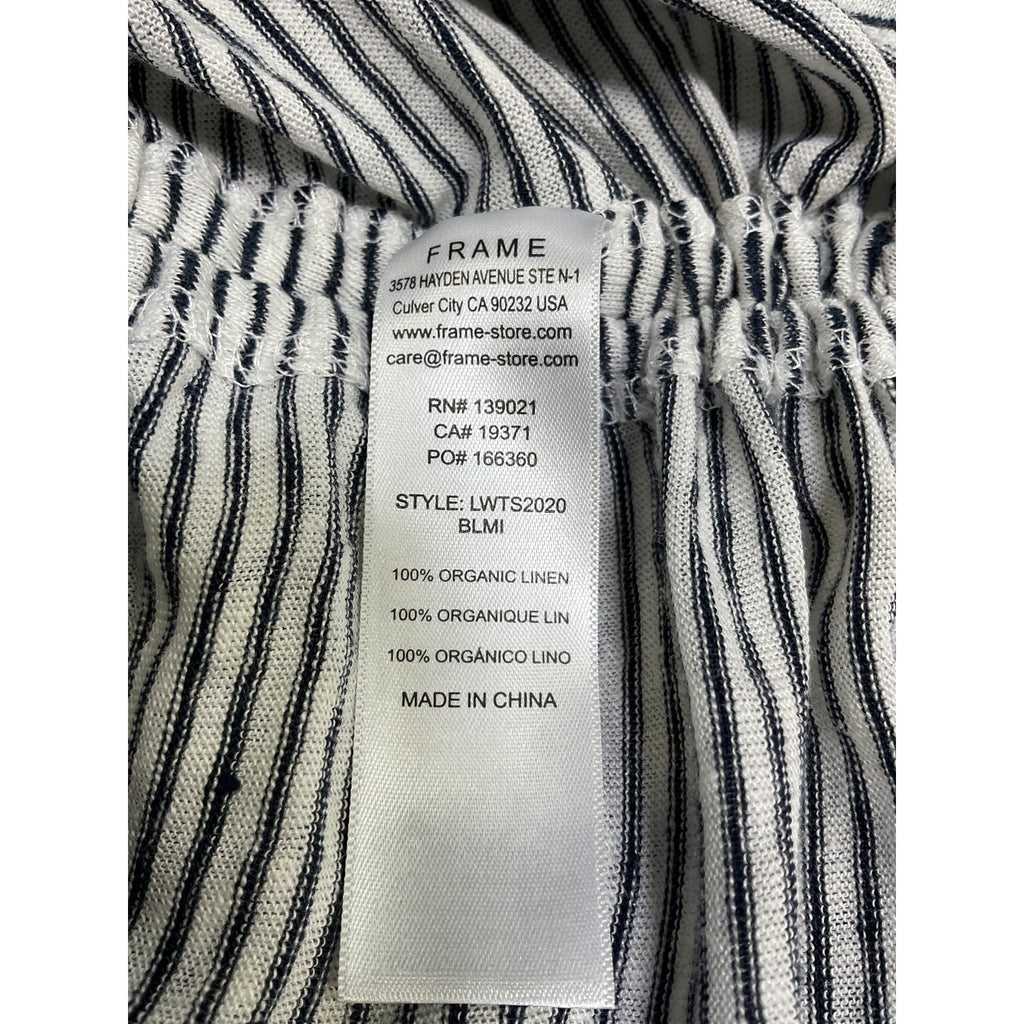 FRAME
3578 HAYDEN AVENUE STE N-1
Culver City CA 90232 USA
www.frame-store.com
care@frame-store.com
RN# 139021
CA# 19371
PO# 166360
STYLE: LWTS2020
BLMI
100% ORGANIC LINEN
100% ORGANIQUE LIN
100% ORGÁNICO LINO
MADE IN CHINA